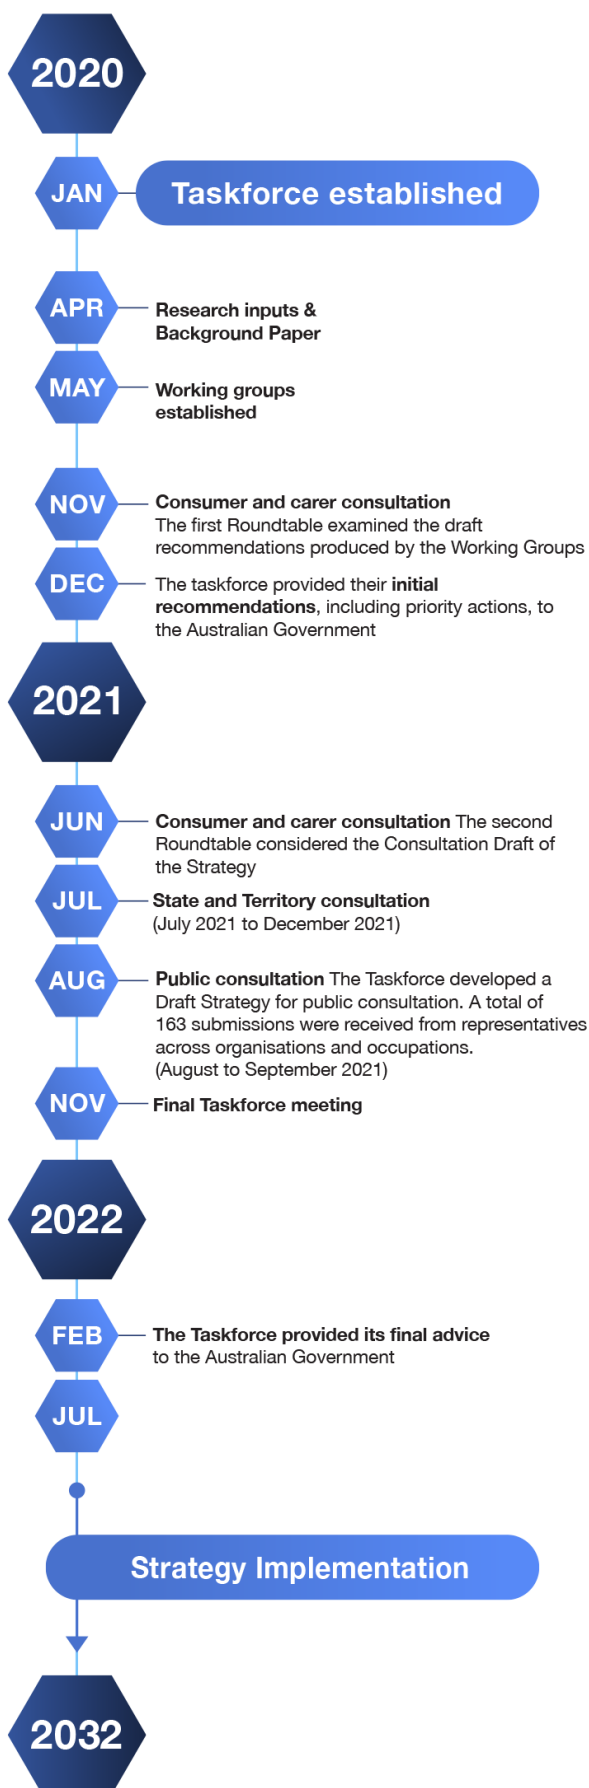 2020
JAN
Taskforce established
APR
Research inputs &
Background Paper
MAY
Working groups
established
NOV
Consumer and carer consultation
The first Roundtable examined the draft
recommendations produced by the Working Groups
DEC
The taskforce provided their initial
recommendations, including priority actions, to
the Australian Government
2021
JUN
Consumer and carer consultation The second
Roundtable considered the Consultation Draft of
the Strategy
JUL
State and Territory consultation
(July 2021 to December 2021)
AUG
Public consultation The Taskforce developed a
Draft Strategy for public consultation. A total of
163 submissions were received from representatives
across organisations and occupations.
(August to September 2021)
NOV
Final Taskforce meeting
2022
FEB
The Taskforce provided its final advice
to the Australian Government
JUL
Strategy Implementation
2032